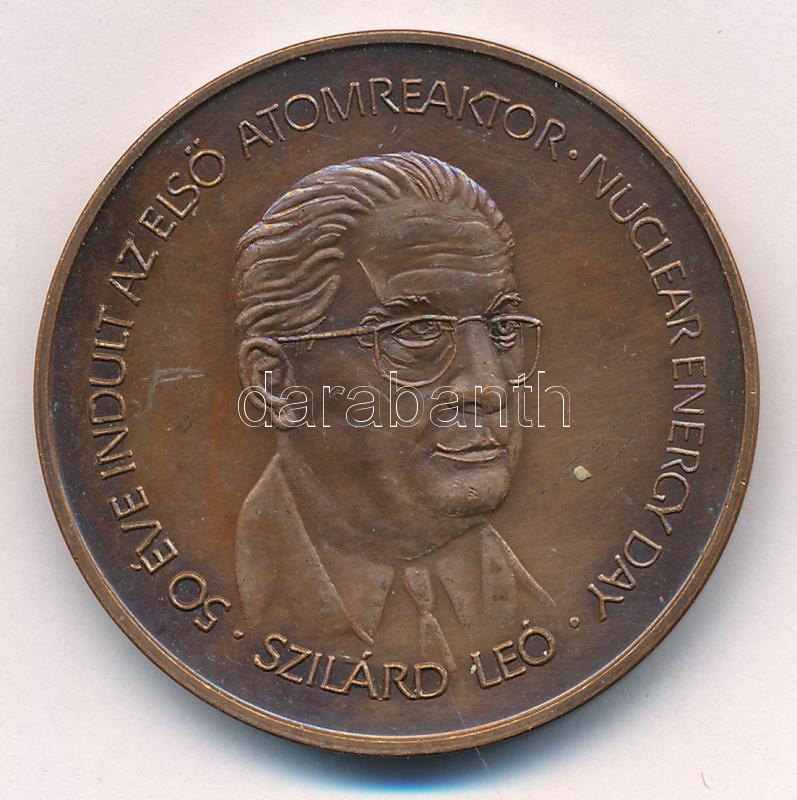 50 ÉVE INDULT AZ ELSŐ ATOMREAKTOR · NUCLEAR ENERGY DAY ·
SZILÁRD LEÓ ·
darabanth